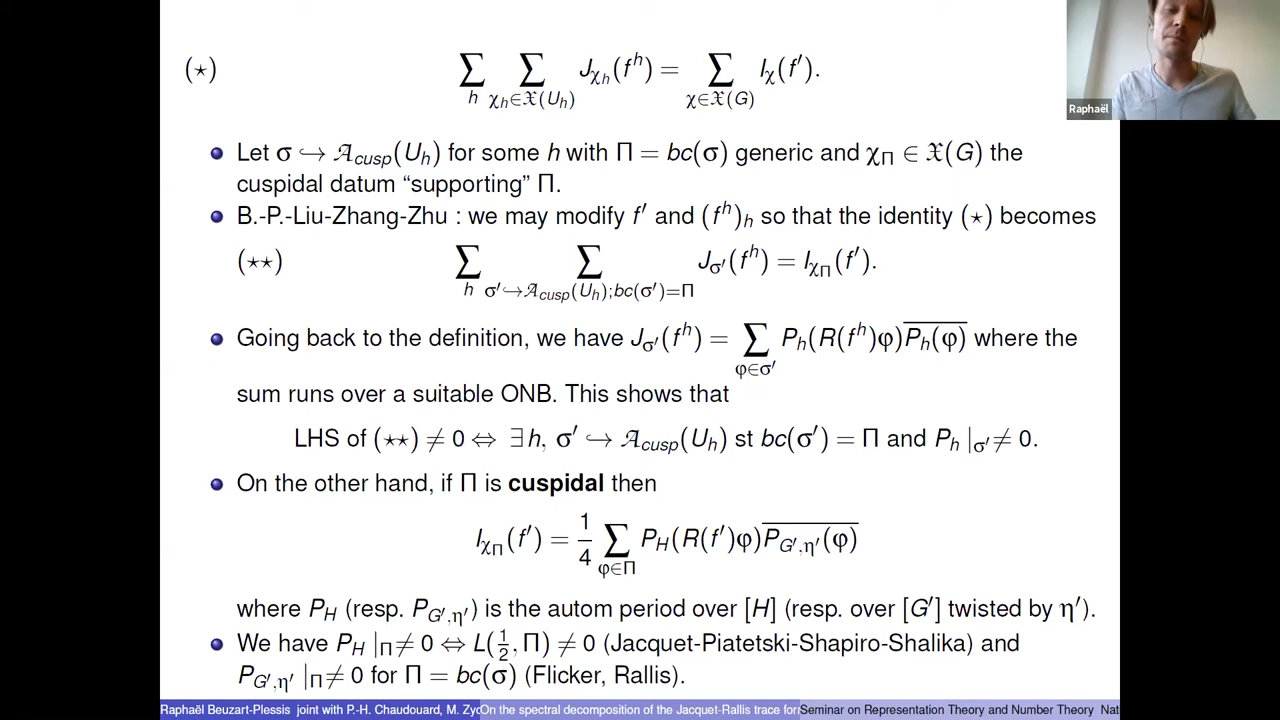 (⋆) ∑_h ∑_{χ_h∈𝔛(U_h)} J_{χ_h}(f^h) = ∑_{χ∈𝔛(G)} I_χ(f′).
Raphaël
Let σ ↪ 𝒜_cusp(U_h) for some h with Π = bc(σ) generic and χ_Π ∈ 𝔛(G) the
cuspidal datum “supporting” Π.
B.-P.-Liu-Zhang-Zhu : we may modify f′ and (f^h)_h so that the identity (⋆) becomes
(⋆⋆) ∑_h ∑_{σ′↪𝒜_cusp(U_h);bc(σ′)=Π} J_{σ′}(f^h) = I_{χ_Π}(f′).
Going back to the definition, we have J_{σ′}(f^h) = ∑_{φ∈σ′} P_h(R(f^h)φ)\overline{P_h(φ)} where the
sum runs over a suitable ONB. This shows that
LHS of (⋆⋆) ≠ 0 ⇔ ∃h, σ′ ↪ 𝒜_cusp(U_h) st bc(σ′) = Π and P_h |_{σ′} ≠ 0.
On the other hand, if Π is cuspidal then
I_{χ_Π}(f′) = \frac{1}{4} ∑_{φ∈Π} P_H(R(f′)φ)\overline{P_{G′,η′}(φ)}
where P_H (resp. P_{G′,η′}) is the autom period over [H] (resp. over [G′] twisted by η′).
We have P_H |_Π ≠ 0 ⇔ L(\frac{1}{2}, Π) ≠ 0 (Jacquet-Piatetski-Shapiro-Shalika) and
P_{G′,η′} |_Π ≠ 0 for Π = bc(σ) (Flicker, Rallis).
Raphaël Beuzart-Plessis joint with P.-H. Chaudouard, M. Zyd On the spectral decomposition of the Jacquet-Rallis trace for Seminar on Representation Theory and Number Theory Nat